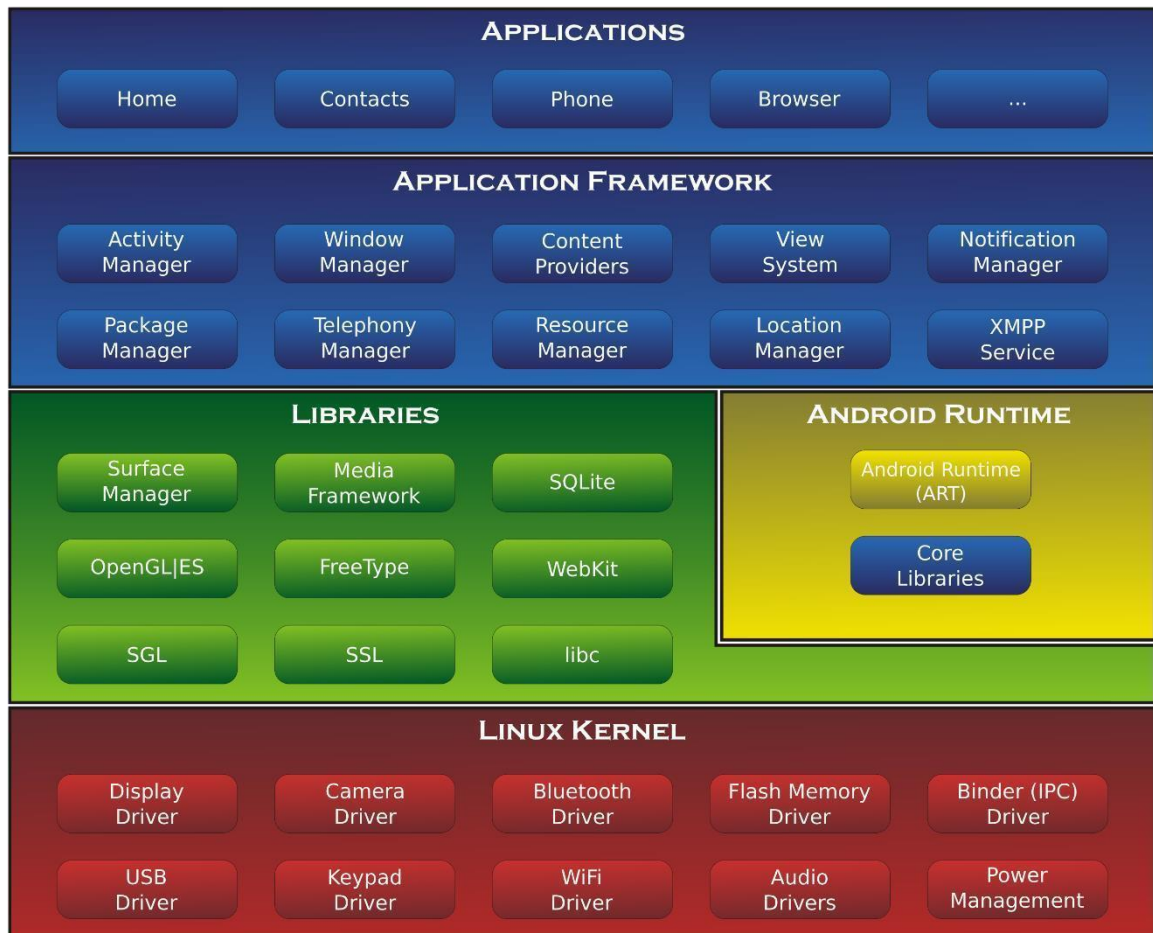 APPLICATIONS
Home
Contacts
Phone
Browser
...
APPLICATION FRAMEWORK
Activity
Manager
Window
Manager
Content
Providers
View
System
Notification
Manager
Package
Manager
Telephony
Manager
Resource
Manager
Location
Manager
XMPP
Service
LIBRARIES
Surface
Manager
Media
Framework
SQLite
OpenGL|ES
FreeType
WebKit
SGL
SSL
libc
ANDROID RUNTIME
Android Runtime
(ART)
Core
Libraries
LINUX KERNEL
Display
Driver
Camera
Driver
Bluetooth
Driver
Flash Memory
Driver
Binder (IPC)
Driver
USB
Driver
Keypad
Driver
WiFi
Driver
Audio
Drivers
Power
Management